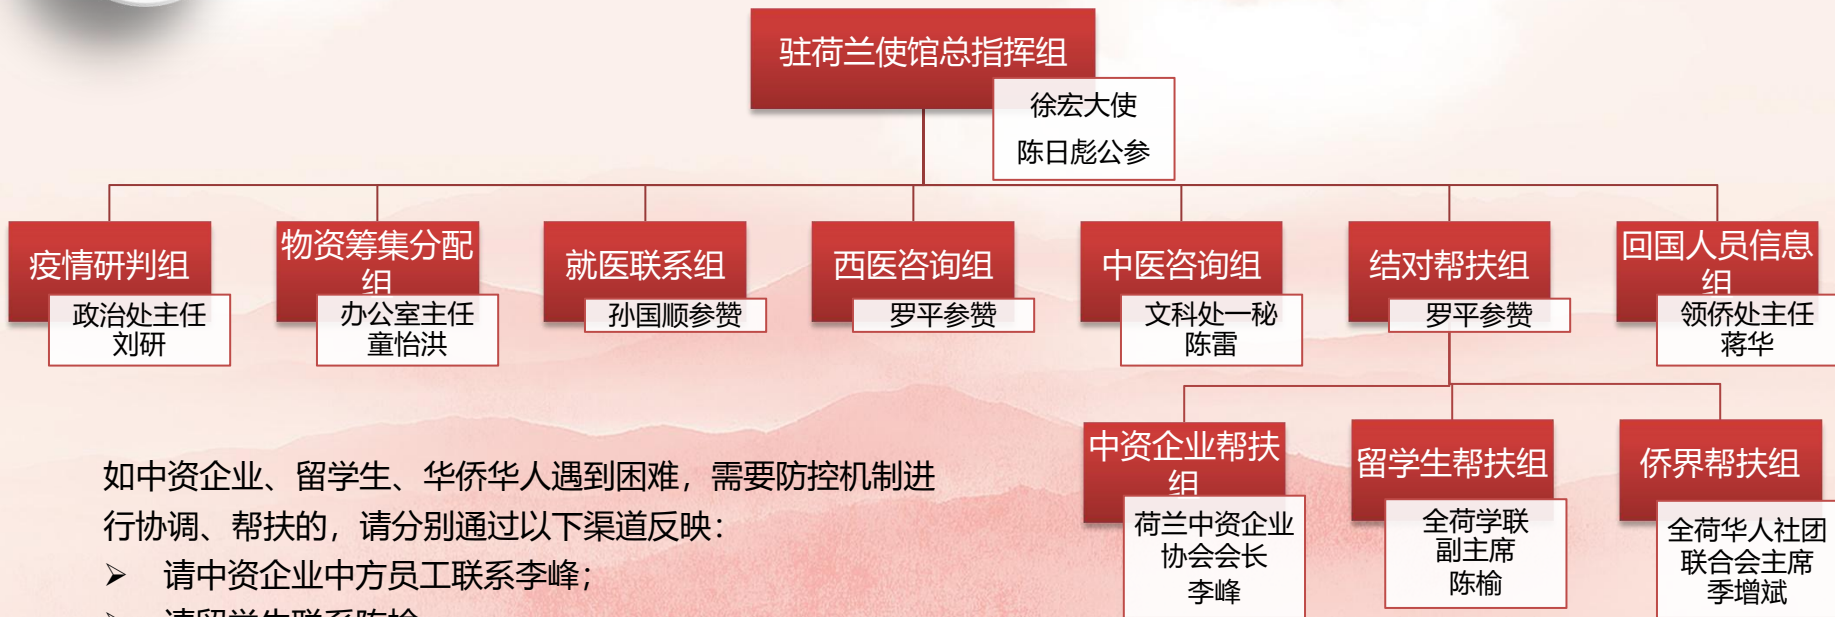 驻荷兰使馆总指挥组
徐宏大使
陈日彪公参
疫情研判组
政治处主任
刘研
物资筹集分配
组
办公室主任
童怡洪
就医联系组
孙国顺参赞
西医咨询组
罗平参赞
中医咨询组
文科处一秘
陈雷
结对帮扶组
罗平参赞
回国人员信息
组
领侨处主任
蒋华
中资企业帮扶
组
荷兰中资企业
协会会长
李峰
留学生帮扶组
全荷学联
副主席
陈榆
侨界帮扶组
全荷华人社团
联合会主席
季增斌
如中资企业、留学生、华侨华人遇到困难，需要防控机制进
行协调、帮扶的，请分别通过以下渠道反映：
➢ 请中资企业中方员工联系李峰；
➢ 请留学生联系陈榆